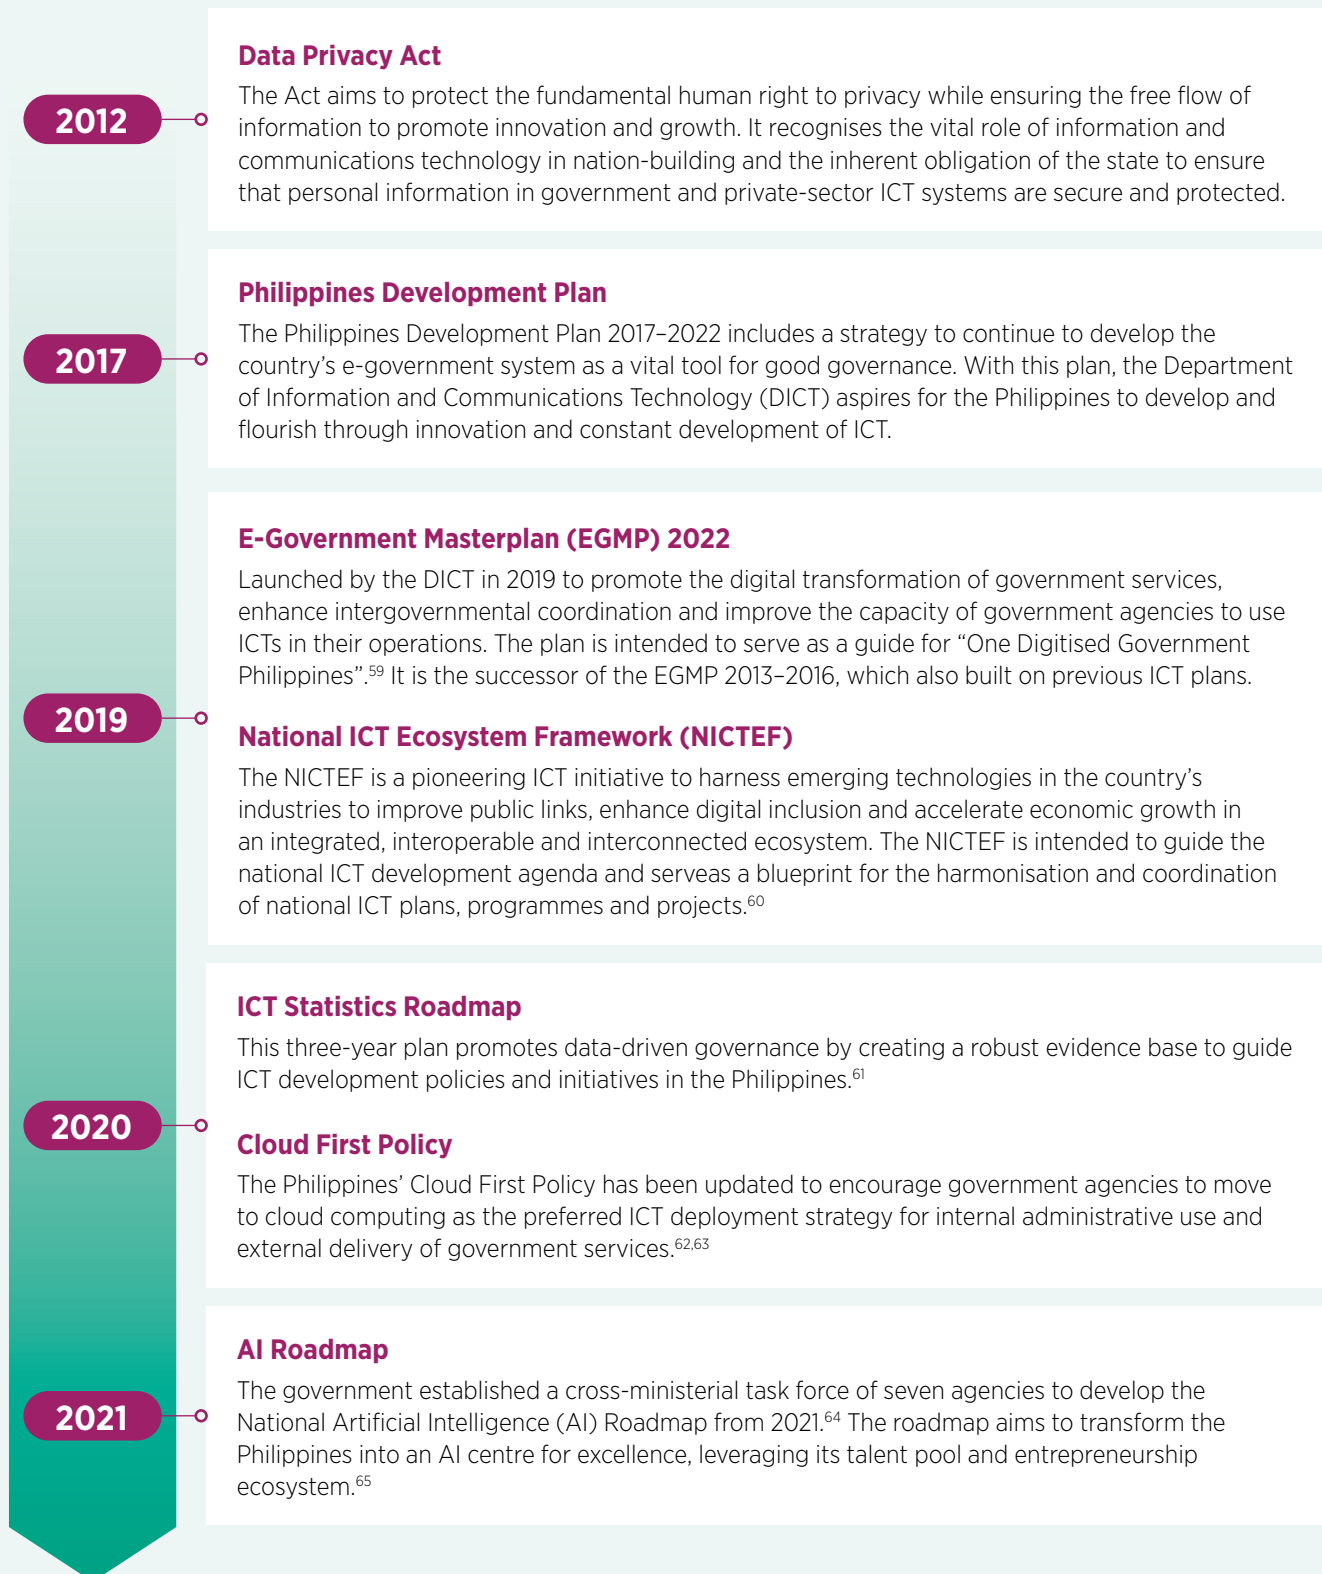 2012
Data Privacy Act
The Act aims to protect the fundamental human right to privacy while ensuring the free flow of
information to promote innovation and growth. It recognises the vital role of information and
communications technology in nation-building and the inherent obligation of the state to ensure
that personal information in government and private-sector ICT systems are secure and protected.
2017
Philippines Development Plan
The Philippines Development Plan 2017–2022 includes a strategy to continue to develop the
country’s e-government system as a vital tool for good governance. With this plan, the Department
of Information and Communications Technology (DICT) aspires for the Philippines to develop and
flourish through innovation and constant development of ICT.
2019
E-Government Masterplan (EGMP) 2022
Launched by the DICT in 2019 to promote the digital transformation of government services,
enhance intergovernmental coordination and improve the capacity of government agencies to use
ICTs in their operations. The plan is intended to serve as a guide for “One Digitised Government
Philippines”.59 It is the successor of the EGMP 2013–2016, which also built on previous ICT plans.
National ICT Ecosystem Framework (NICTEF)
The NICTEF is a pioneering ICT initiative to harness emerging technologies in the country’s
industries to improve public links, enhance digital inclusion and accelerate economic growth in
an integrated, interoperable and interconnected ecosystem. The NICTEF is intended to guide the
national ICT development agenda and serveas a blueprint for the harmonisation and coordination
of national ICT plans, programmes and projects.60
2020
ICT Statistics Roadmap
This three-year plan promotes data-driven governance by creating a robust evidence base to guide
ICT development policies and initiatives in the Philippines.61
Cloud First Policy
The Philippines’ Cloud First Policy has been updated to encourage government agencies to move
to cloud computing as the preferred ICT deployment strategy for internal administrative use and
external delivery of government services.62,63
2021
AI Roadmap
The government established a cross-ministerial task force of seven agencies to develop the
National Artificial Intelligence (AI) Roadmap from 2021.64 The roadmap aims to transform the
Philippines into an AI centre for excellence, leveraging its talent pool and entrepreneurship
ecosystem.65